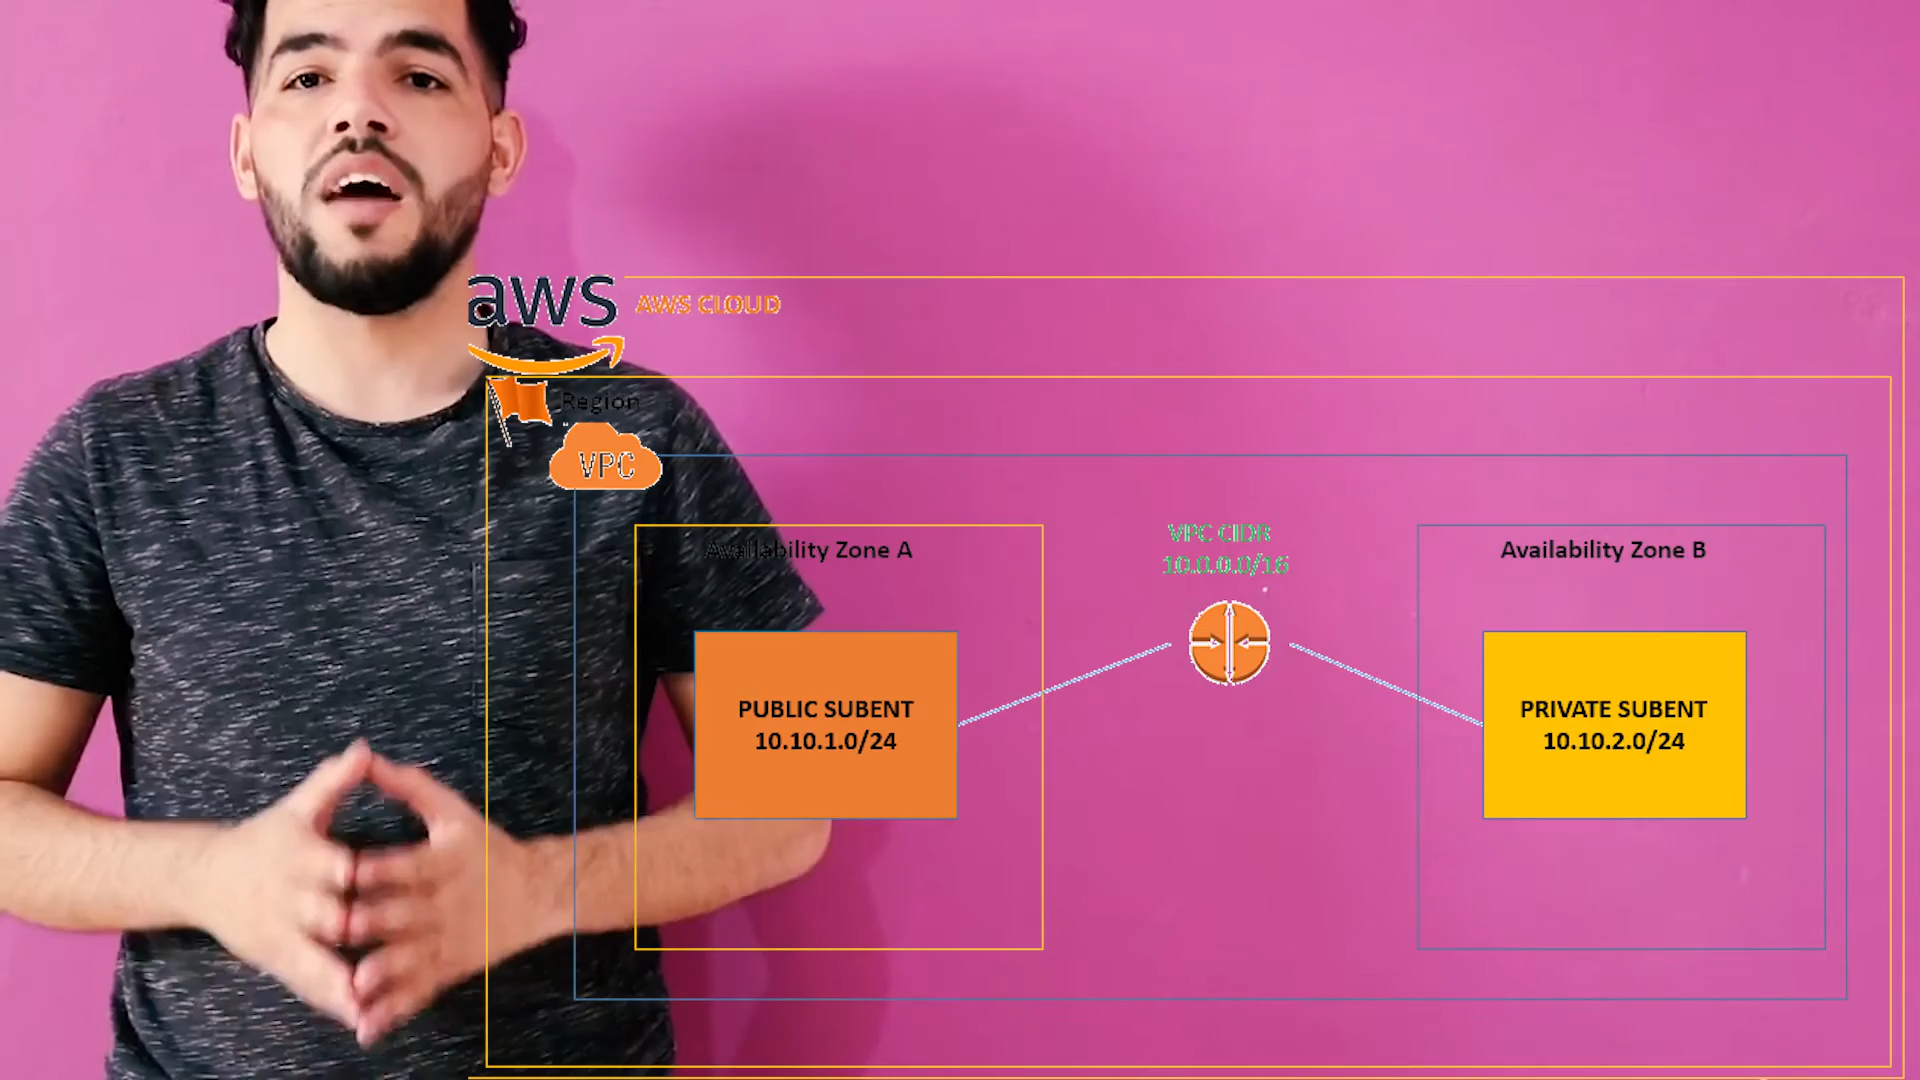 aws
AWS CLOUD
Region
VPC
Availability Zone A
VPC CIDR
10.0.0.0/16
Availability Zone B
PUBLIC SUBENT
10.10.1.0/24
PRIVATE SUBENT
10.10.2.0/24